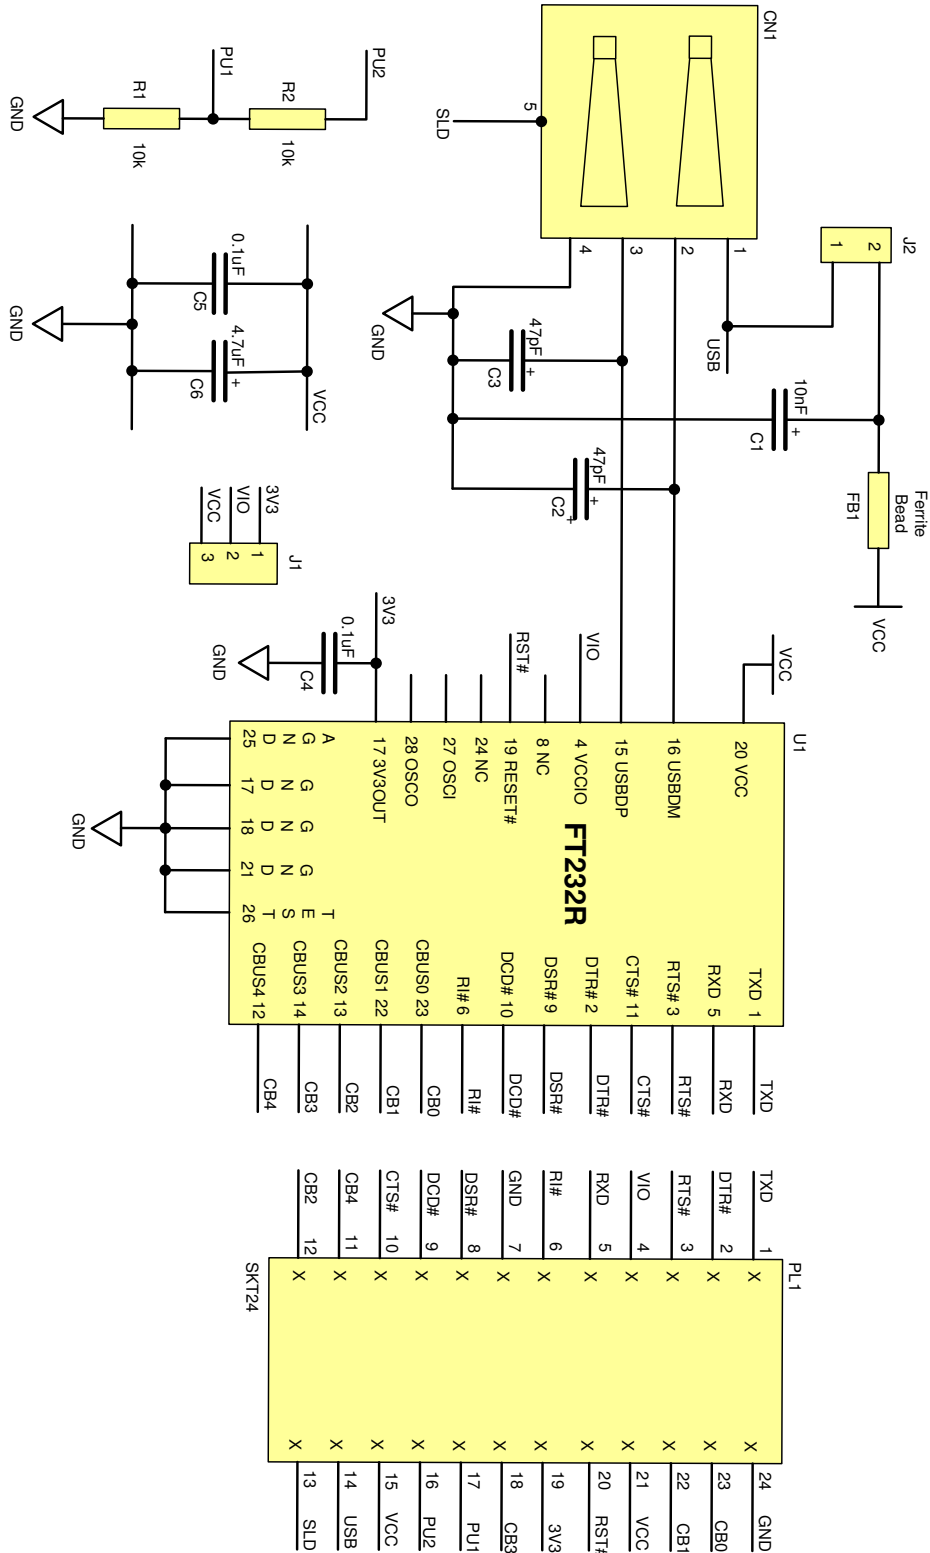 CN1
5
SLD
4
3
2
1
USB
J2
1
2
PU1
PU2
R1
10k
R2
10k
GND
0.1uF
C5
4.7uF
+
C6
VCC
GND
GND
47pF
+
C3
47pF
+
C2
+
10nF
+
C1
Ferrite
Bead
FB1
VCC
J1
3V3 1
VIO 2
VCC 3
3V3
0.1uF
C4
GND
VCC
VIO
RST#
U1
FT232R
20 VCC
16 USBDM
15 USBDP
4 VCCIO
8 NC
19 RESET#
24 NC
27 OSCI
28 OSCO
17 3V3OUT
A G N D 25
G N D 17
G N D 18
G N D 21
T E S T 26
GND
TXD 1 TXD
RXD 5 RXD
RTS# 3 RTS#
CTS# 11 CTS#
DTR# 2 DTR#
DSR# 9 DSR#
DCD# 10 DCD#
RI# 6 RI#
CBUS0 23 CB0
CBUS1 22 CB1
CBUS2 13 CB2
CBUS3 14 CB3
CBUS4 12 CB4
PL1
TXD 1 X X 24 GND
DTR# 2 X X 23 CB0
RTS# 3 X X 22 CB1
VIO 4 X X 21 VCC
RXD 5 X X 20 RST#
RI# 6 X X 19 3V3
GND 7 X X 18 CB3
DSR# 8 X X 17 PU1
DCD# 9 X X 16 PU2
CTS# 10 X X 15 VCC
CB4 11 X X 14 USB
CB2 12 X X 13 SLD
SKT24